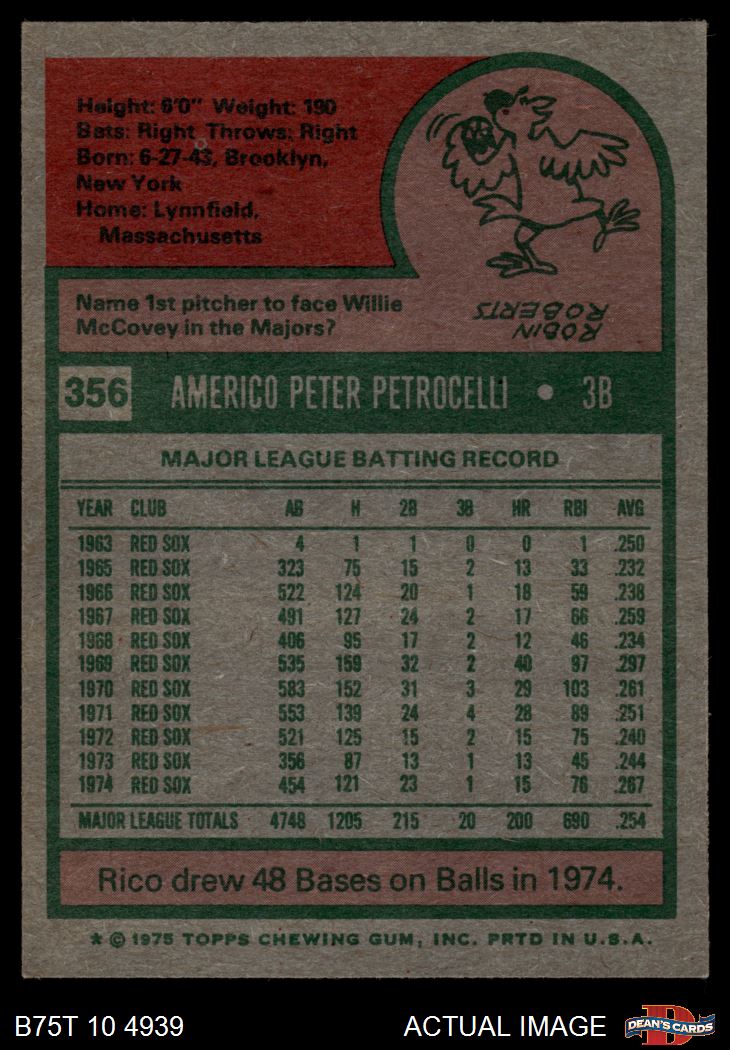 Height: 6'0" Weight: 190
Bats: Right Throws: Right
Born: 6-27-43, Brooklyn,
New York
Home: Lynnfield,
Massachusetts
Name 1st pitcher to face Willie
McCovey in the Majors?
ROBIN
ROBERTS
356 AMERICO PETER PETROCELLI • 3B
MAJOR LEAGUE BATTING RECORD
YEAR CLUB AB H 2B 3B HR RBI AVG
1963 RED SOX 4 1 1 0 0 1 .250
1965 RED SOX 323 75 15 2 13 33 .232
1966 RED SOX 522 124 20 1 18 59 .238
1967 RED SOX 491 127 24 2 17 66 .259
1968 RED SOX 406 95 17 2 12 46 .234
1969 RED SOX 535 159 32 2 40 97 .297
1970 RED SOX 583 152 31 3 29 103 .261
1971 RED SOX 553 139 24 4 28 89 .251
1972 RED SOX 521 125 15 2 15 75 .240
1973 RED SOX 356 87 13 1 13 45 .244
1974 RED SOX 454 121 23 1 15 76 .267
MAJOR LEAGUE TOTALS 4748 1205 215 20 200 690 .254
Rico drew 48 Bases on Balls in 1974.
* © 1975 TOPPS CHEWING GUM, INC. PRTD IN U.S.A.
B75T 10 4939 ACTUAL IMAGE D DEAN'S CARDS